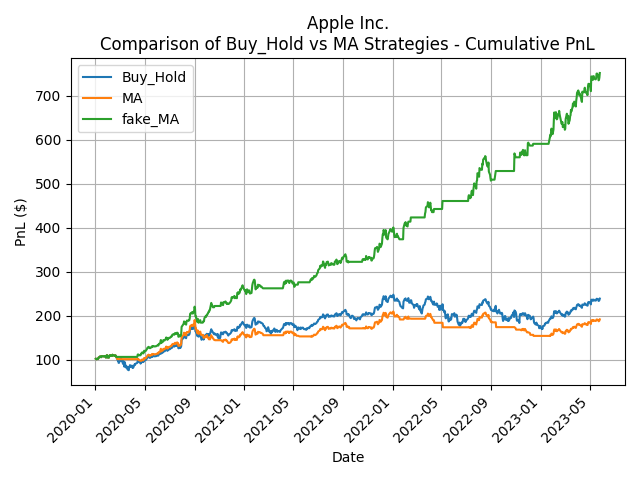 Apple Inc.
Comparison of Buy_Hold vs MA Strategies - Cumulative PnL
Buy_Hold
MA
fake_MA
700
600
500
400
300
200
100
PnL ($)
2020-01
2020-05
2020-09
2021-01
2021-05
2021-09
2022-01
2022-05
2022-09
2023-01
2023-05
Date